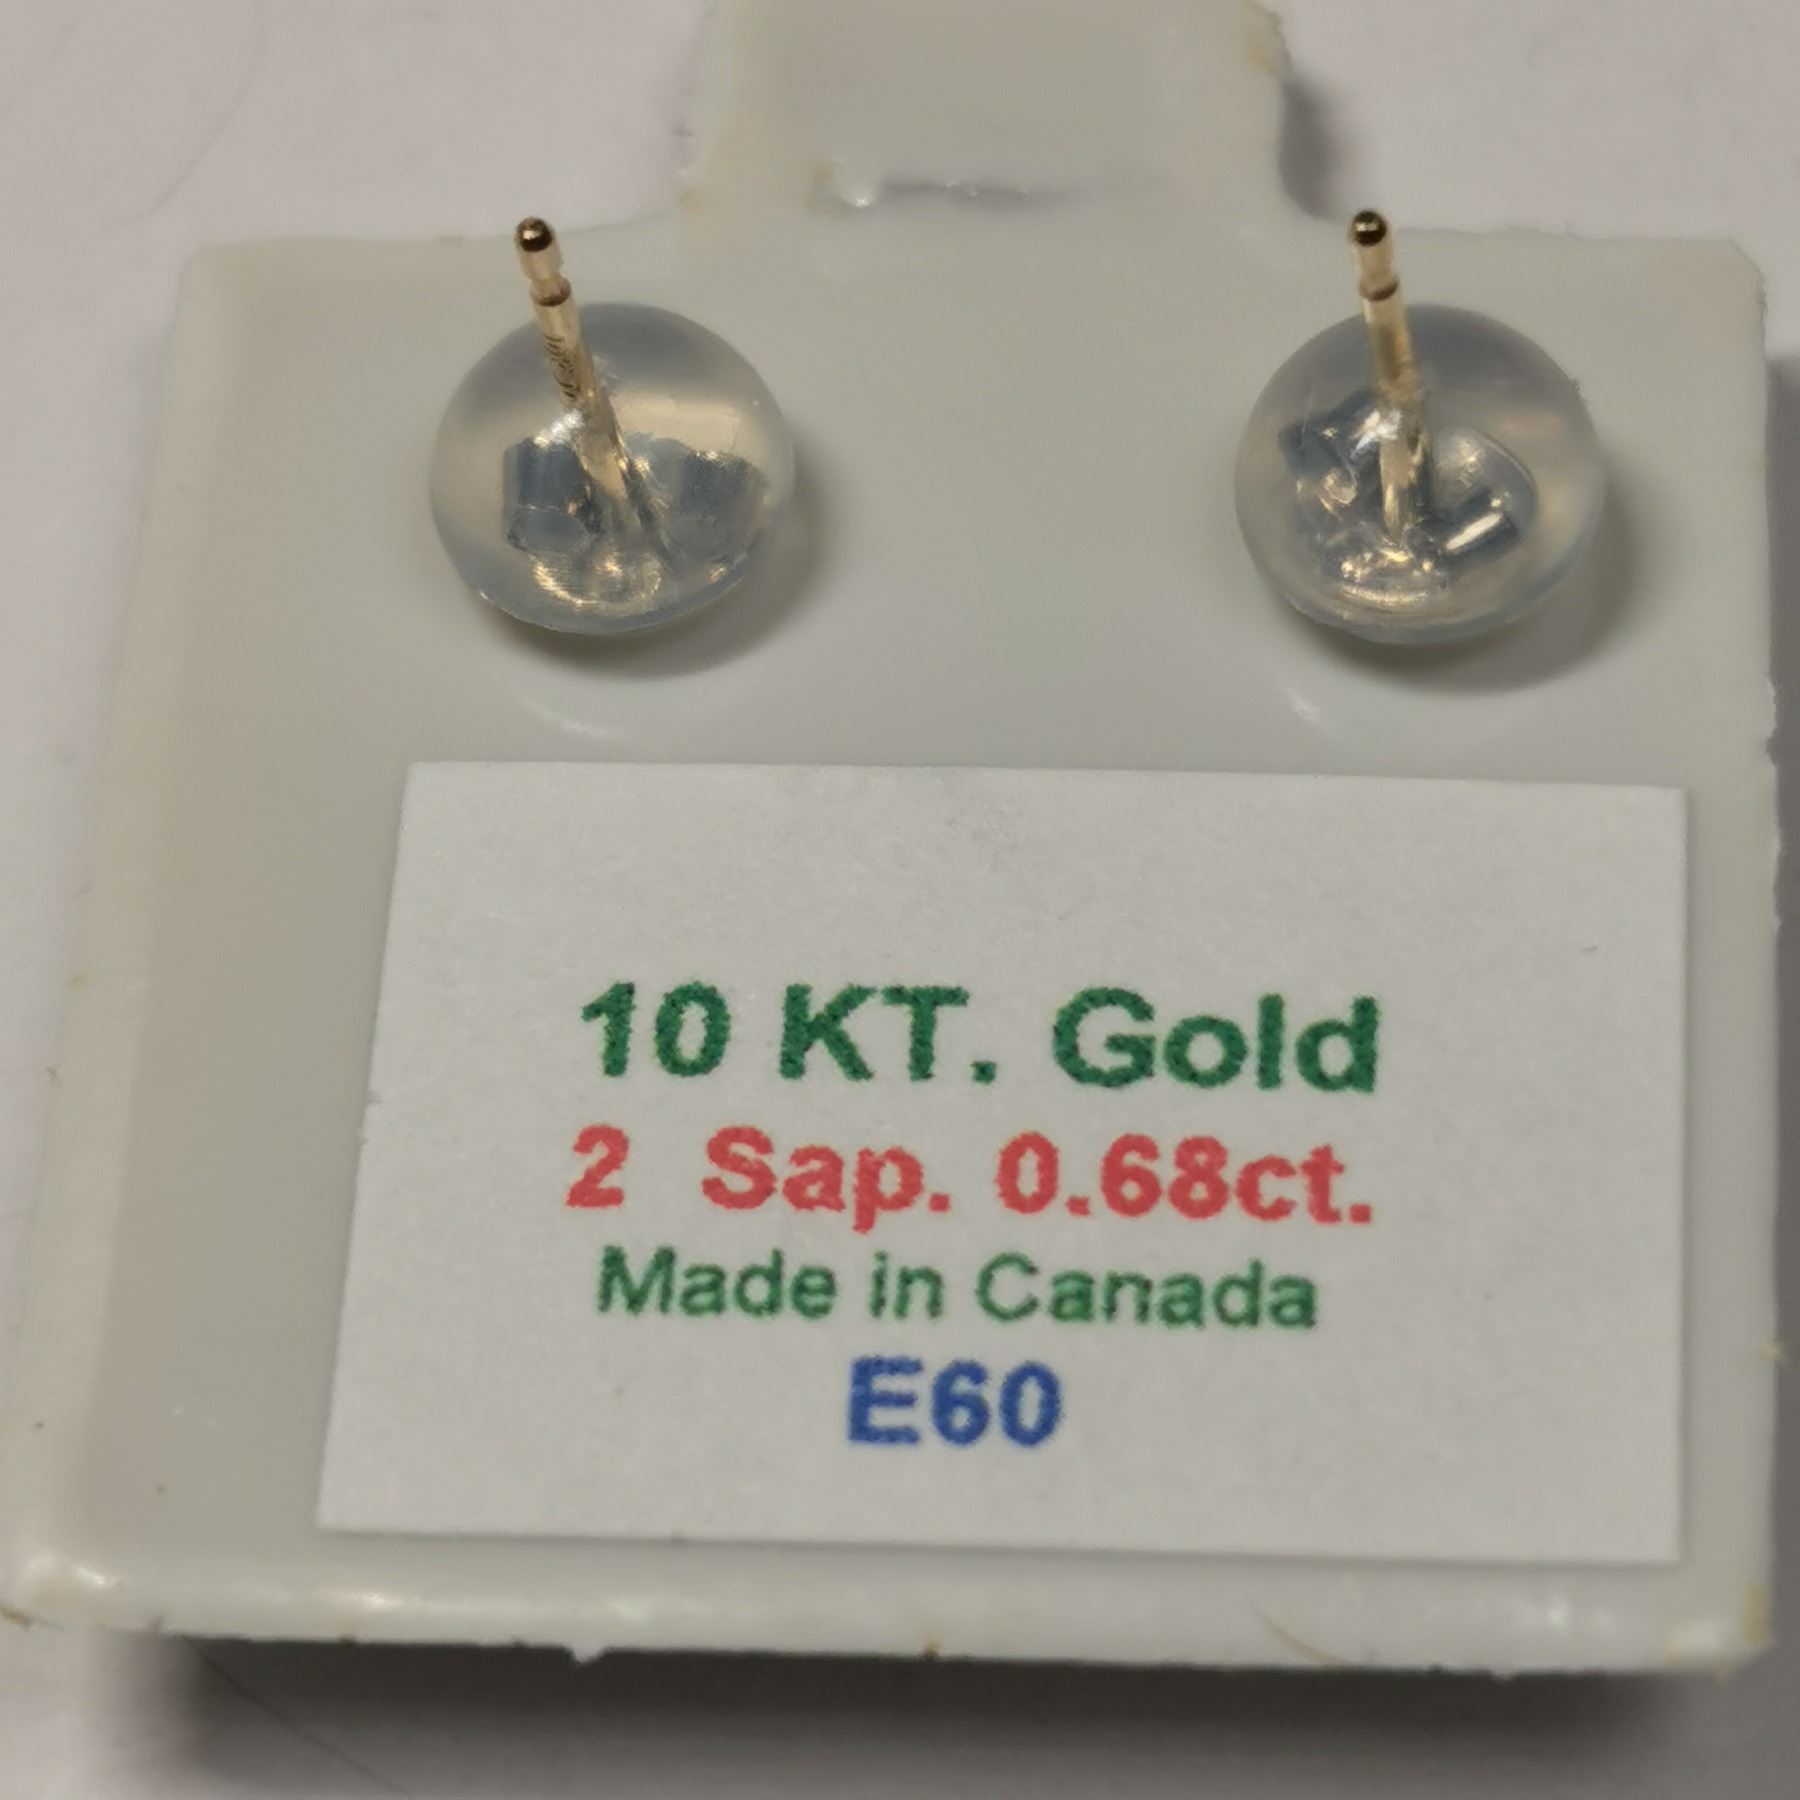 10 KT. Gold
2 Sap. 0.68ct.
Made in Canada
E60